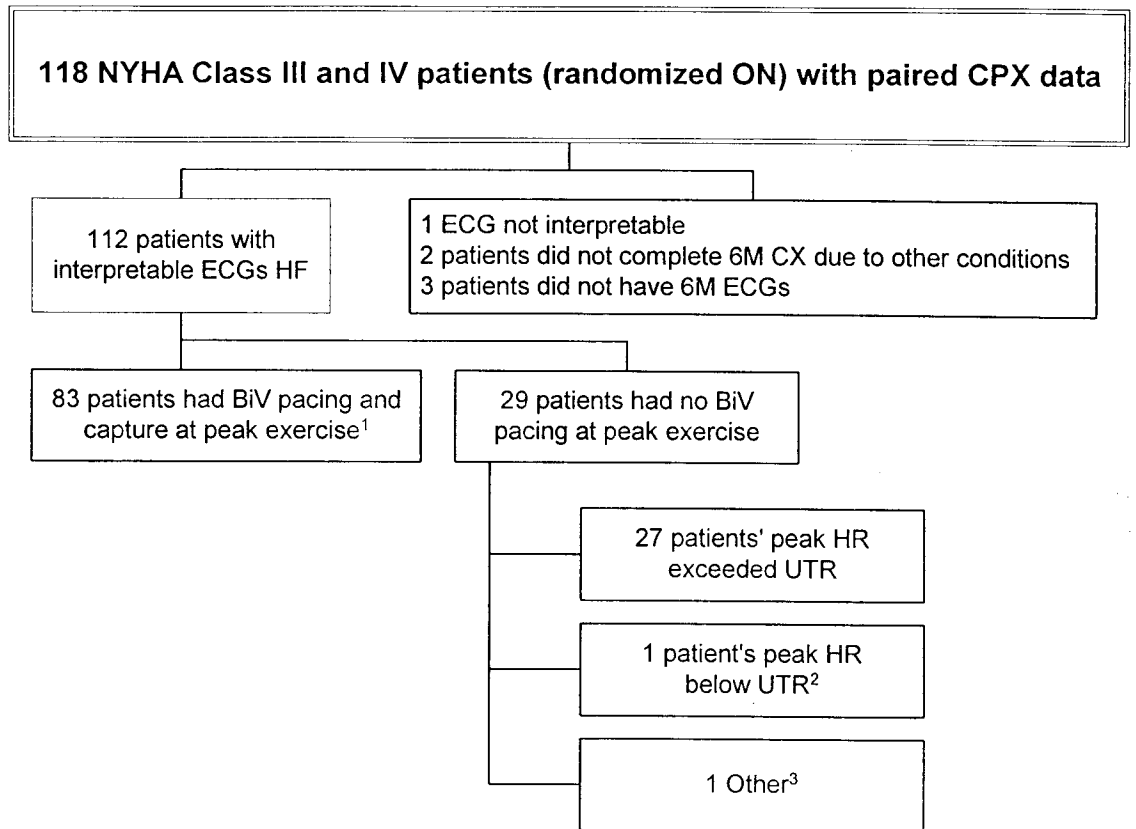 118 NYHA Class III and IV patients (randomized ON) with paired CPX data
112 patients with
interpretable ECGs HF
1 ECG not interpretable
2 patients did not complete 6M CX due to other conditions
3 patients did not have 6M ECGs
83 patients had BiV pacing and
capture at peak exercise¹
29 patients had no BiV
pacing at peak exercise
27 patients' peak HR
exceeded UTR
1 patient's peak HR
below UTR²
1 Other³